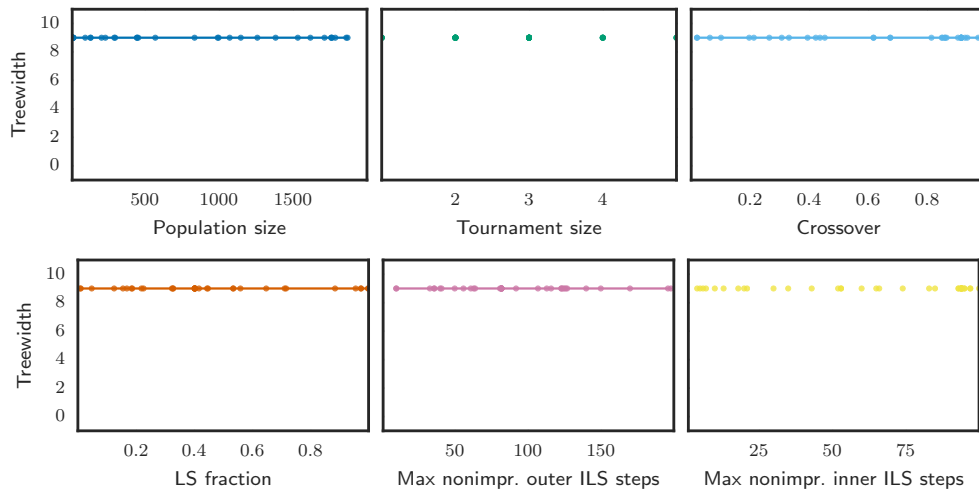 10
8
6
4
2
0
Treewidth
500 1000 1500
Population size
2 3 4
Tournament size
0.2 0.4 0.6 0.8
Crossover
10
8
6
4
2
0
Treewidth
0.2 0.4 0.6 0.8
LS fraction
50 100 150
Max nonimpr. outer ILS steps
25 50 75
Max nonimpr. inner ILS steps